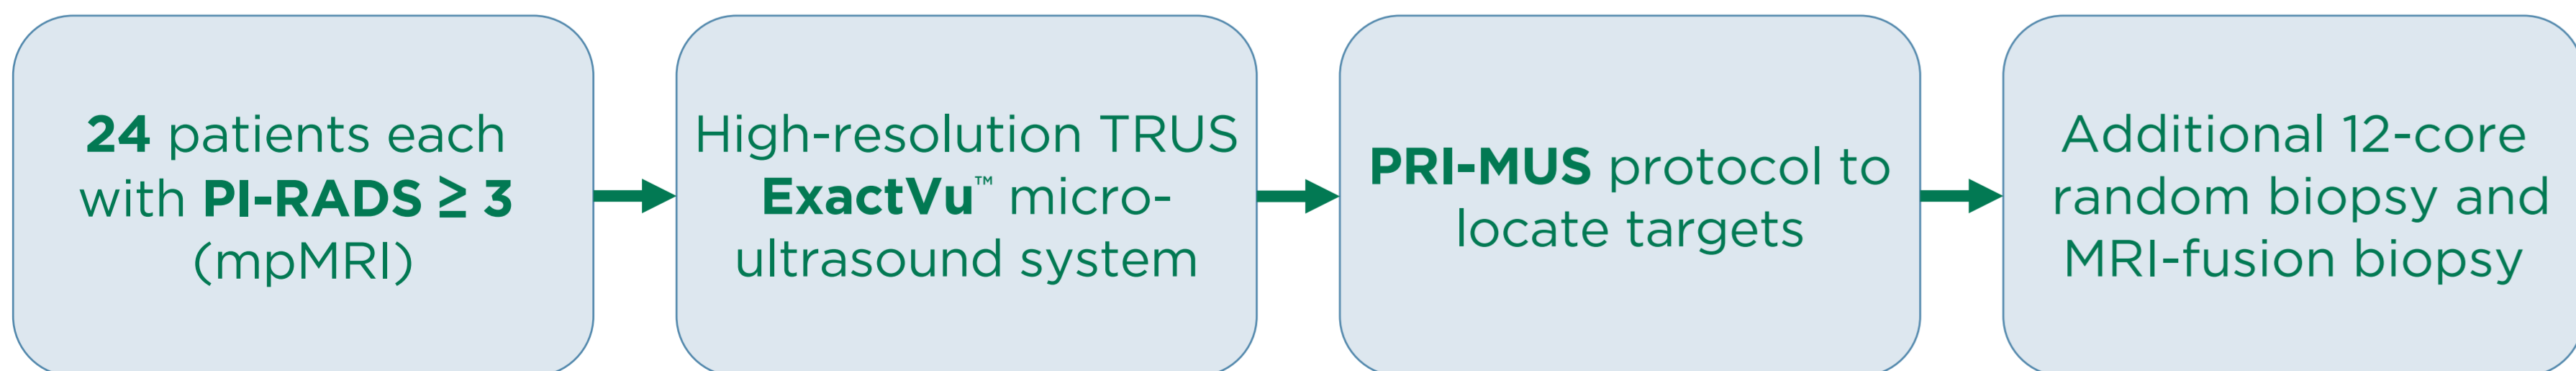 24 patients each
with PI-RADS ≥ 3
(mpMRI)
High-resolution TRUS
ExactVu™ micro-
ultrasound system
PRI-MUS protocol to
locate targets
Additional 12-core
random biopsy and
MRI-fusion biopsy